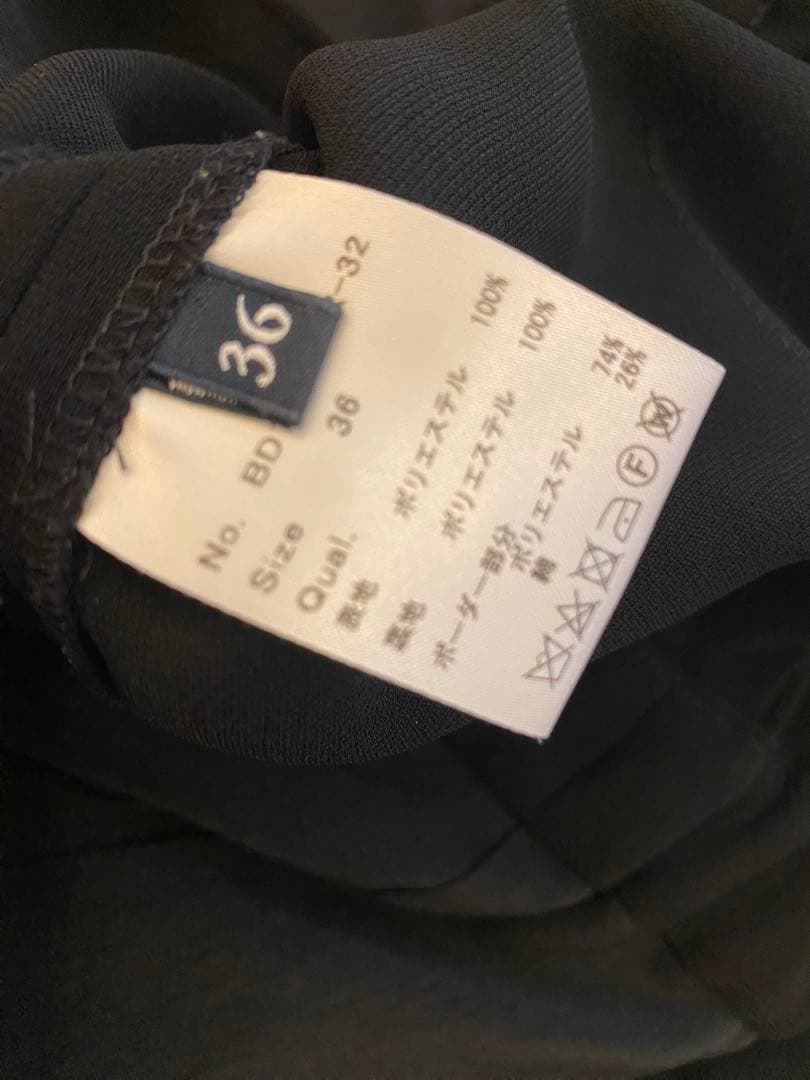 36
No. BD -32
Size 36
Qual.
表地 ポリエステル 100%
裏地 ポリエステル 100%
ボーダー部分
ポリエステル 74%
綿 26%
F
W